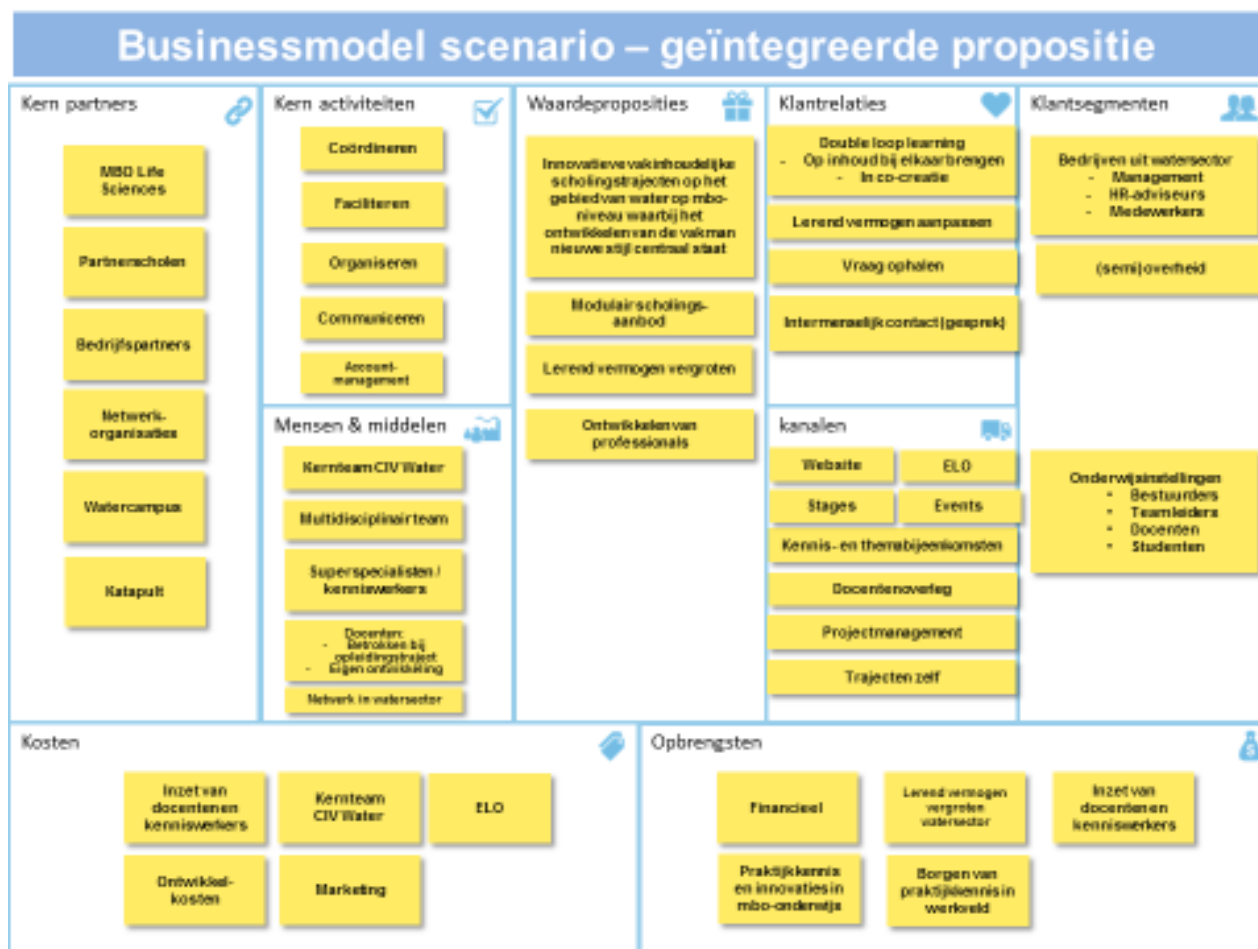 Businessmodel scenario – geïntegreerde propositie
Kern partners
MBO Life
Sciences
Partnerscholen
Bedrijfspartners
Netwerk-
organisaties
Watercampus
Katapult
Kern activiteiten
Coördineren
Faciliteren
Organiseren
Communiceren
Account-
management
Mensen & middelen
Kernteam CIV Water
Multidisciplinair team
Superspecialisten /
kenniswerkers
Docenten:
- Betrokken bij
opleidingstraject
- Eigen ontwikkeling
Netwerk in watersector
Waardeproposities
Innovatieve vakinhoudelijke
scholingstrajecten op het
gebied van water op mbo-
niveau waarbij het
ontwikkelen van de vakman
nieuwe stijl centraal staat
Modulair scholings-
aanbod
Lerend vermogen vergroten
Ontwikkelen van
professionals
Klantrelaties
Double loop learning
- Op inhoud bij elkaar brengen
- In co-creatie
Lerend vermogen aanpassen
Vraag ophalen
Intermenselijk contact (gesprek)
kanalen
Website
ELO
Stages
Events
Kennis- en themabijeenkomsten
Docentenoverleg
Projectmanagement
Trajecten zelf
Klantsegmenten
Bedrijven uit watersector
- Management
- HR-adviseurs
- Medewerkers
(semi) overheid
Onderwijsinstellingen
- Bestuurders
- Teamleiders
- Docenten
- Studenten
Kosten
Inzet van
docenten en
kenniswerkers
Kernteam
CIV Water
ELO
Ontwikkel-
kosten
Marketing
Opbrengsten
Financieel
Lerend vermogen
vergroten
watersector
Inzet van
docenten en
kenniswerkers
Praktijkkennis
en innovaties in
mbo-onderwijs
Borgen van
praktijkkennis in
werkveld